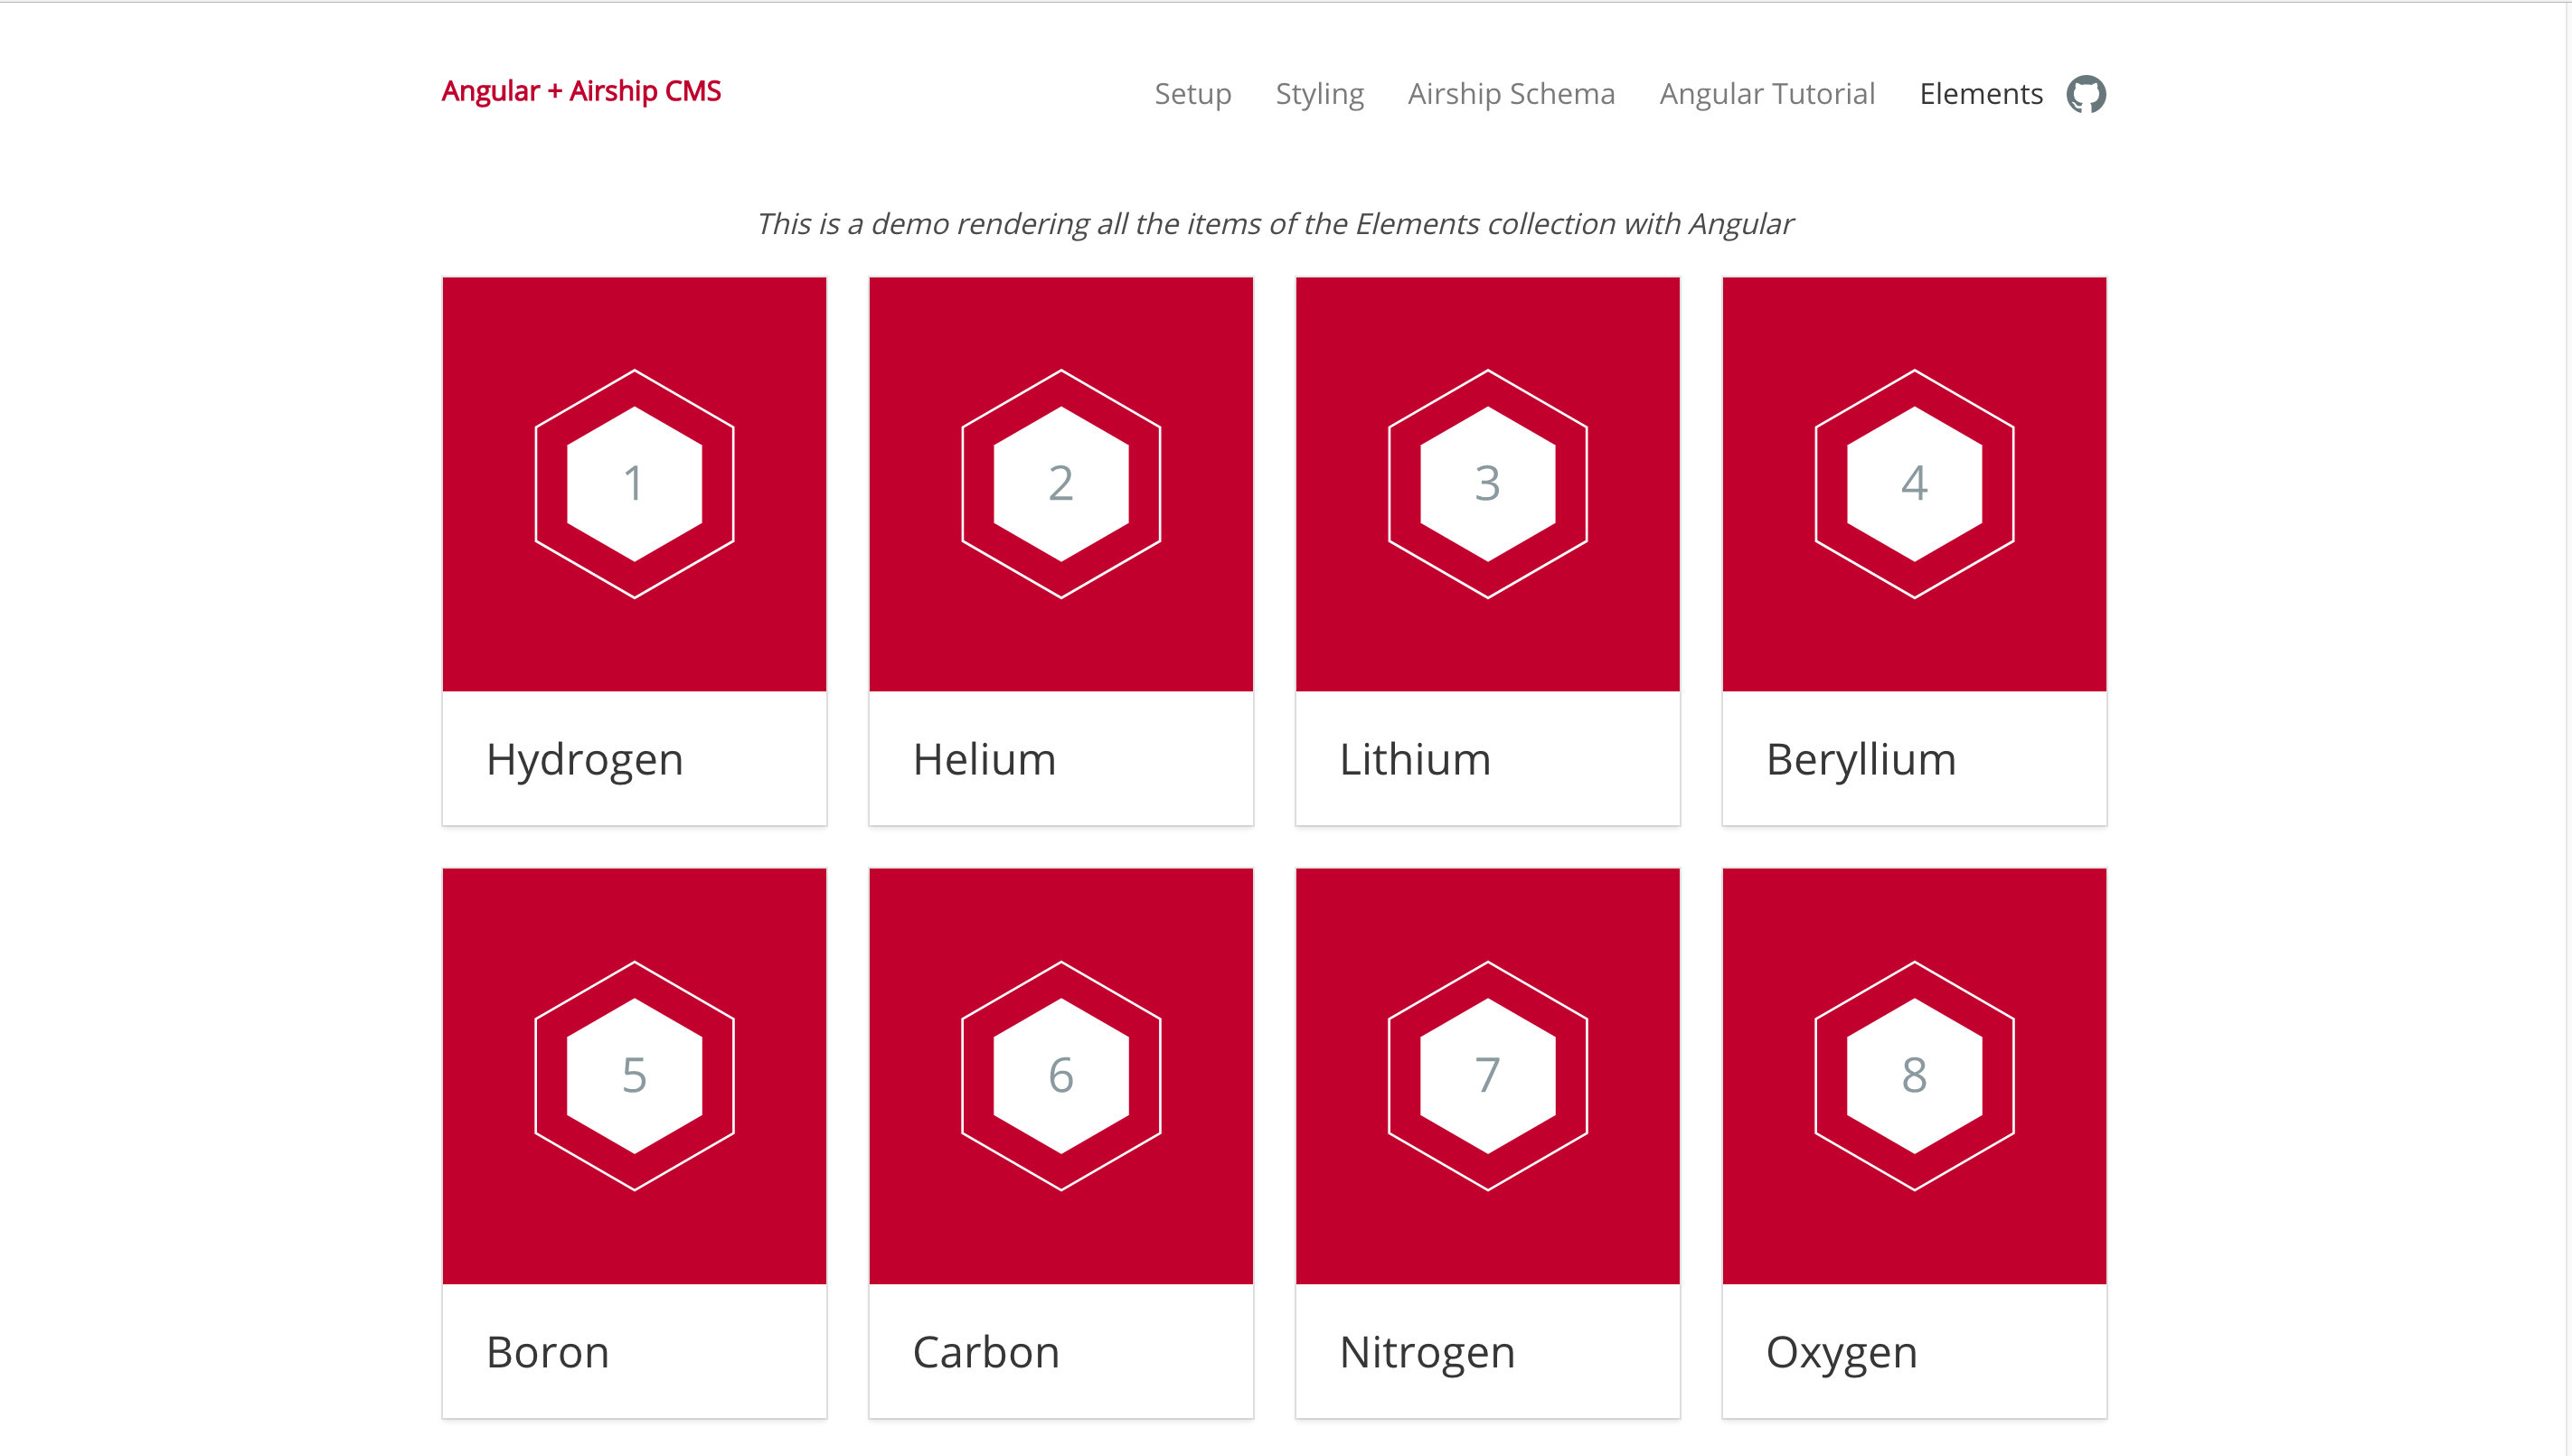 Angular + Airship CMS
Setup Styling Airship Schema Angular Tutorial Elements
This is a demo rendering all the items of the Elements collection with Angular
1 2 3 4
Hydrogen Helium Lithium Beryllium
5 6 7 8
Boron Carbon Nitrogen Oxygen